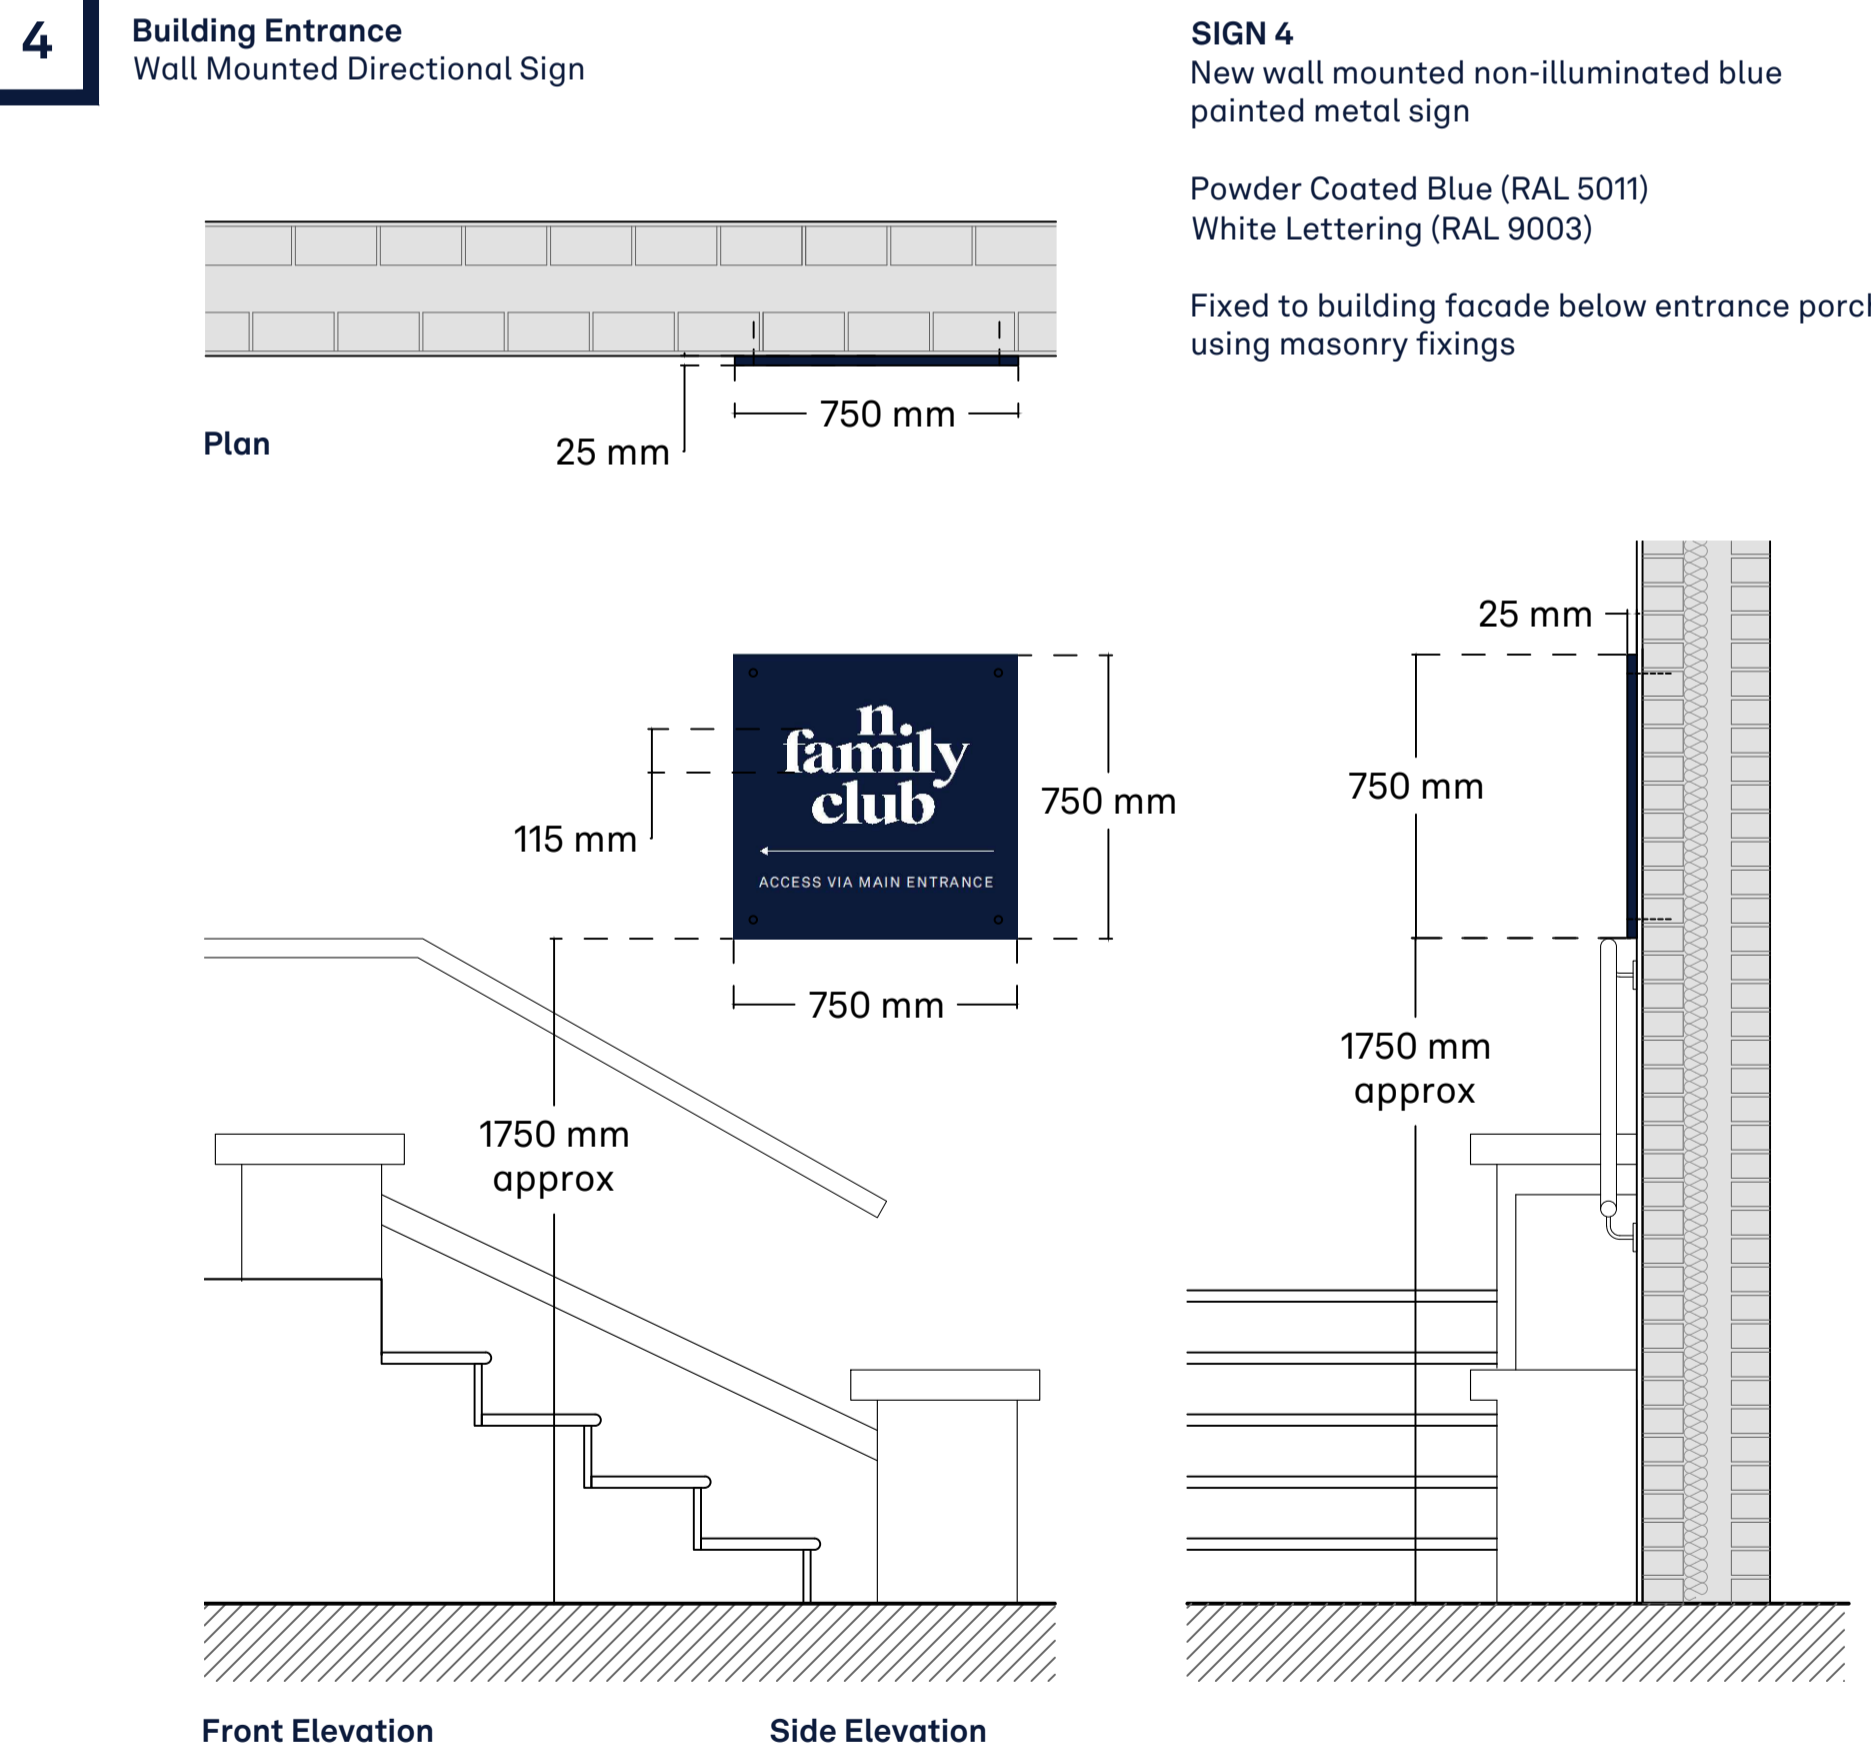 4
Building Entrance
Wall Mounted Directional Sign
SIGN 4
New wall mounted non-illuminated blue
painted metal sign
Powder Coated Blue (RAL 5011)
White Lettering (RAL 9003)
Fixed to building facade below entrance porch
using masonry fixings
750 mm
25 mm
Plan
25 mm
n.
family
club
115 mm
750 mm
750 mm
ACCESS VIA MAIN ENTRANCE
750 mm
1750 mm
approx
1750 mm
approx
Front Elevation
Side Elevation